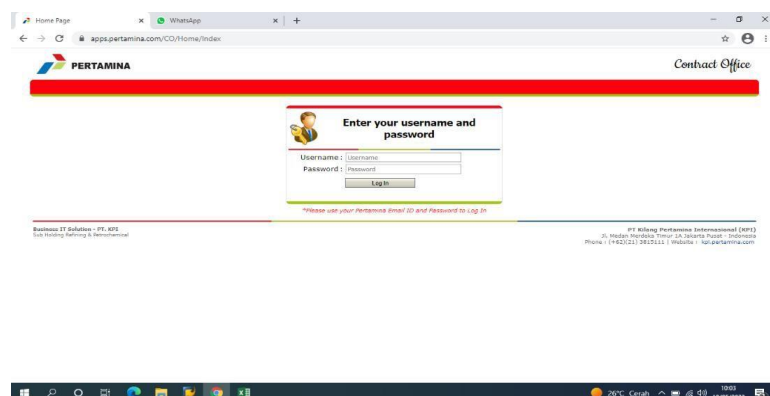 Home Page
WhatsApp
apps.pertamina.com/CO/Home/Index
PERTAMINA
Contract Office
Enter your username and
password
Username :
Username
Password :
Password
Log In
*Please use your Pertamina Email ID and Password to Log In
Business IT Solution - PT. KPI
Sub Holding Refining & Petrochemical
PT Kilang Pertamina Internasional (KPI)
Jl. Medan Merdeka Timur 1A Jakarta Pusat - Indonesia
Phone : (+62)(21) 3815111 | Website : kpi.pertamina.com
26°C Cerah
10:03